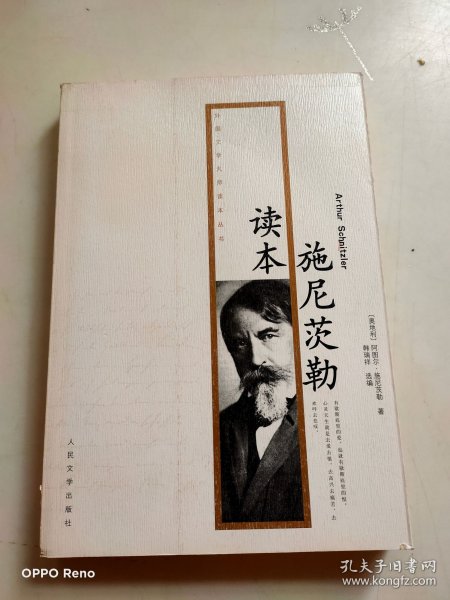 外国文学大师读本丛书
Arthur Schnitzler
施尼茨勒
读本
[奥地利] 阿图尔·施尼茨勒 著
韩瑞祥 选编
人民文学出版社
OPPO Reno
孔夫子旧书网
www.kongfz.com